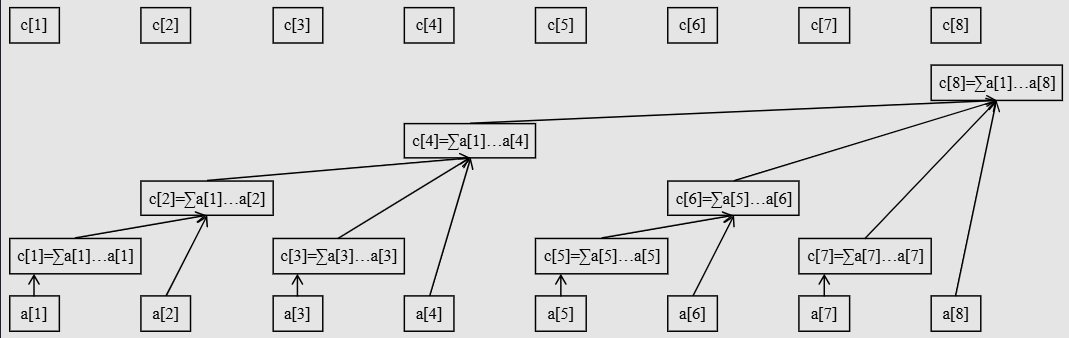 c[1] c[2] c[3] c[4] c[5] c[6] c[7] c[8]
c[8]=∑a[1]…a[8]
c[4]=∑a[1]…a[4]
c[2]=∑a[1]…a[2] c[6]=∑a[5]…a[6]
c[1]=∑a[1]…a[1] c[3]=∑a[3]…a[3] c[5]=∑a[5]…a[5] c[7]=∑a[7]…a[7]
a[1] a[2] a[3] a[4] a[5] a[6] a[7] a[8]